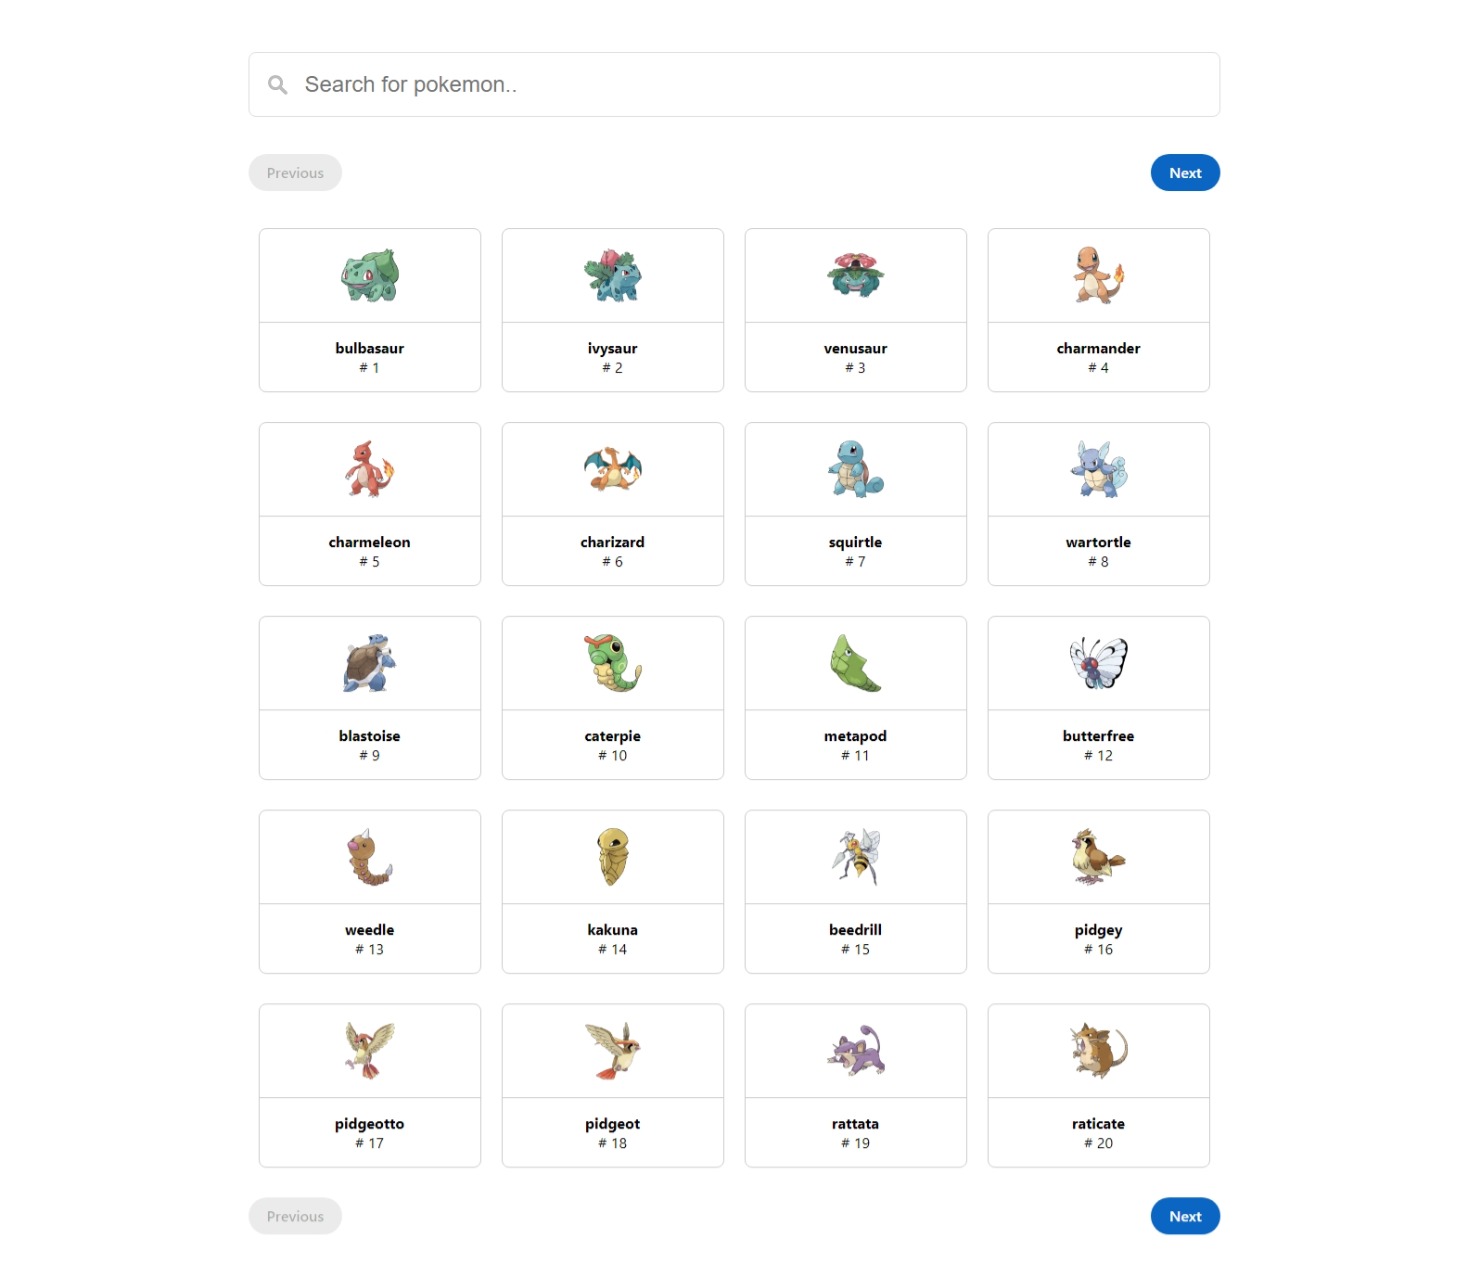 Search for pokemon..
Previous
Next
bulbasaur
# 1
ivysaur
# 2
venusaur
# 3
charmander
# 4
charmeleon
# 5
charizard
# 6
squirtle
# 7
wartortle
# 8
blastoise
# 9
caterpie
# 10
metapod
# 11
butterfree
# 12
weedle
# 13
kakuna
# 14
beedrill
# 15
pidgey
# 16
pidgeotto
# 17
pidgeot
# 18
rattata
# 19
raticate
# 20
Previous
Next